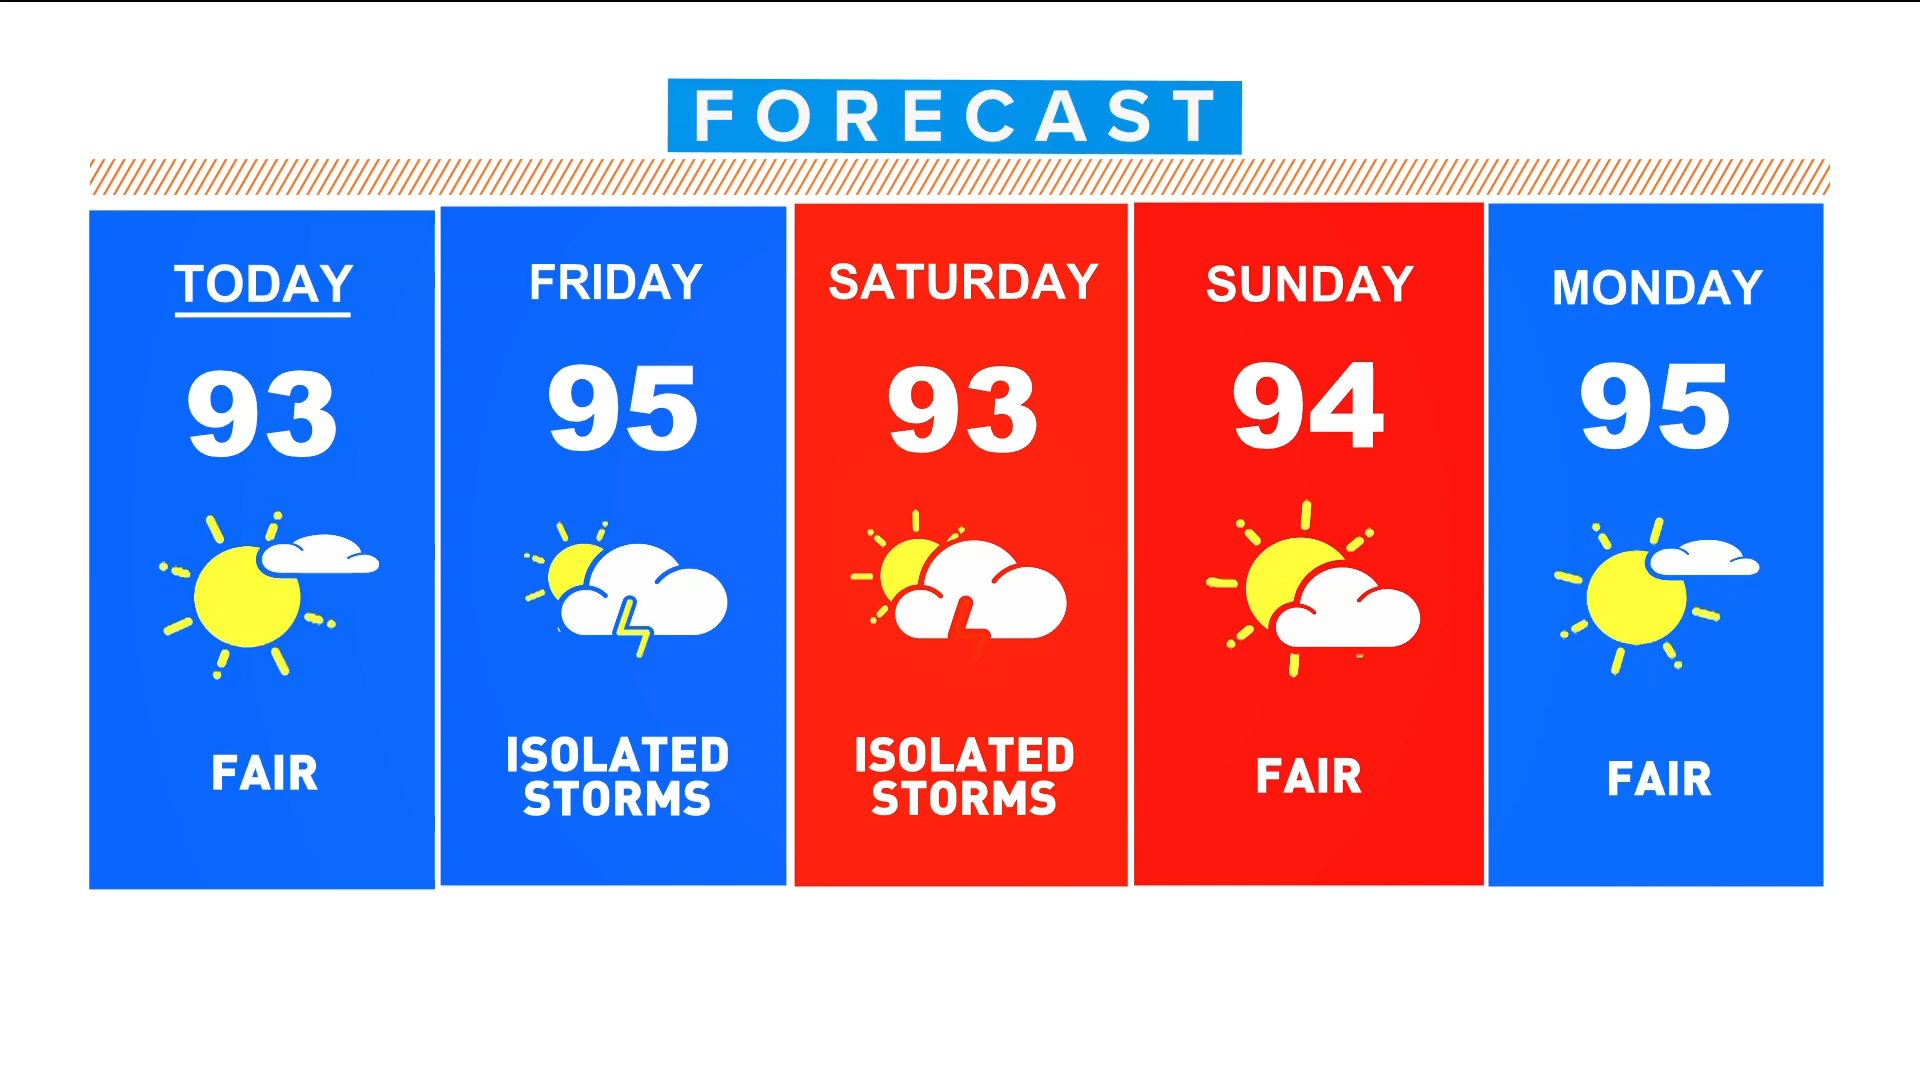 FORECAST
TODAY
93
FAIR
FRIDAY
95
ISOLATED
STORMS
SATURDAY
93
ISOLATED
STORMS
SUNDAY
94
FAIR
MONDAY
95
FAIR